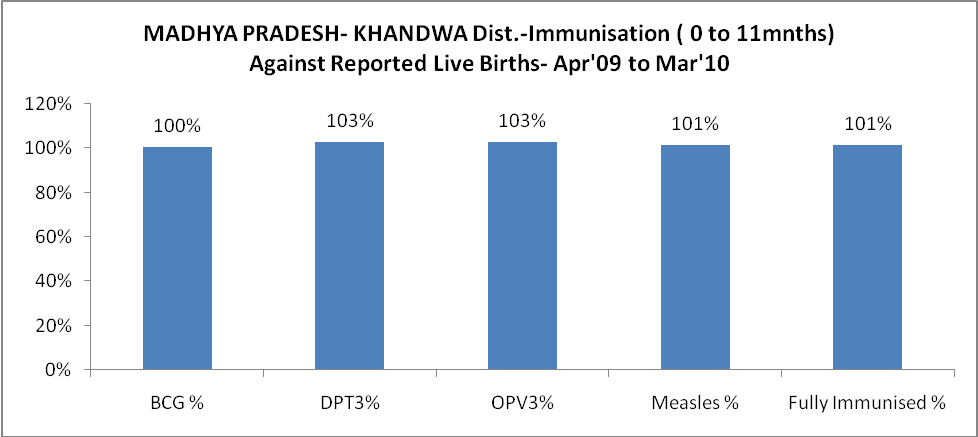 MADHYA PRADESH- KHANDWA Dist.-Immunisation ( 0 to 11mnths)
Against Reported Live Births- Apr'09 to Mar'10
120%
100%
80%
60%
40%
20%
0%
100%
103%
103%
101%
101%
BCG %
DPT3%
OPV3%
Measles %
Fully Immunised %